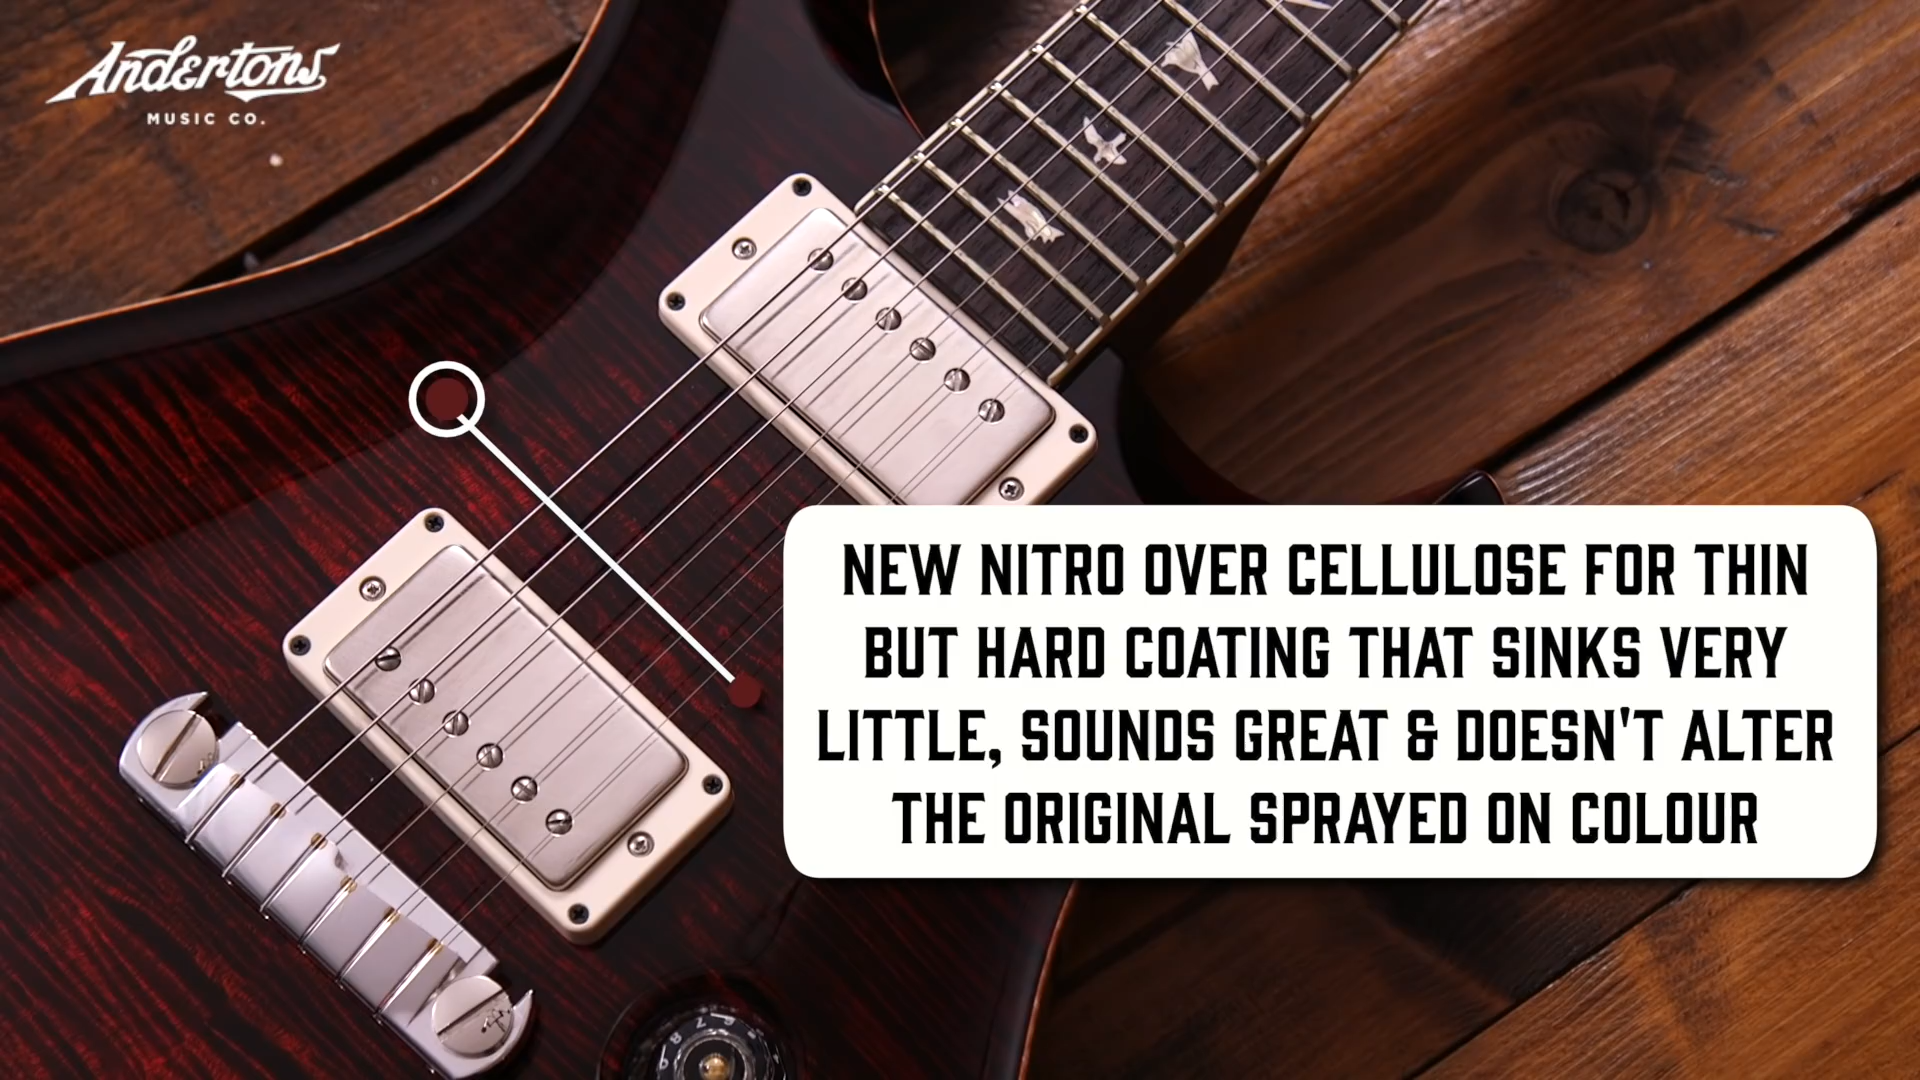 Andertons
MUSIC CO.
NEW NITRO OVER CELLULOSE FOR THIN
BUT HARD COATING THAT SINKS VERY
LITTLE, SOUNDS GREAT & DOESN'T ALTER
THE ORIGINAL SPRAYED ON COLOUR